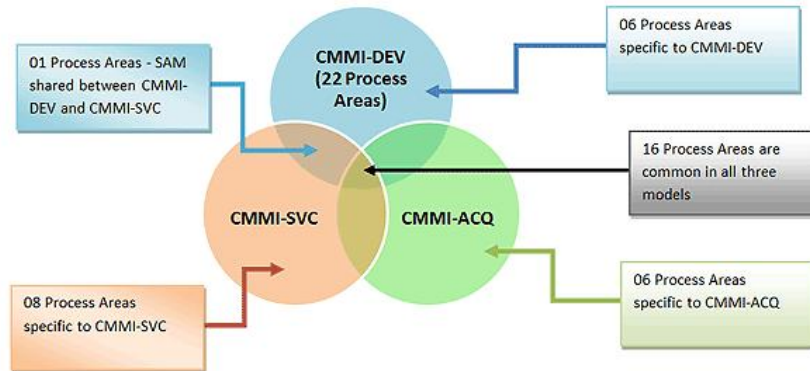 06 Process Areas
specific to CMMI-DEV
CMMI-DEV
(22 Process
Areas)
01 Process Areas - SAM
shared between CMMI-
DEV and CMMI-SVC
16 Process Areas are
common in all three
models
CMMI-SVC
CMMI-ACQ
08 Process Areas
specific to CMMI-SVC
06 Process Areas
specific to CMMI-ACQ